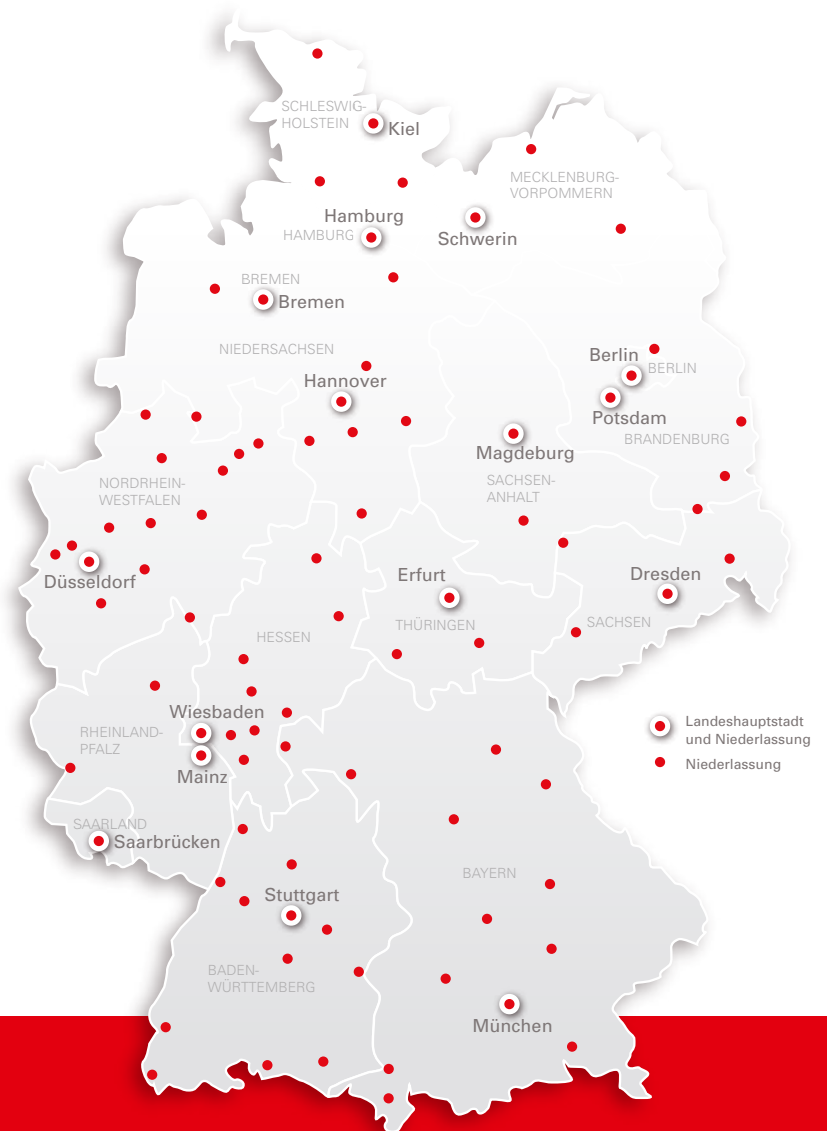 SCHLESWIG-
HOLSTEIN
Kiel
MECKLENBURG-
VORPOMMERN
Hamburg
HAMBURG
Schwerin
BREMEN
Bremen
NIEDERSACHSEN
Hannover
Berlin
BERLIN
Potsdam
BRANDENBURG
Magdeburg
SACHSEN-
ANHALT
NORDRHEIN-
WESTFALEN
Düsseldorf
Erfurt
THÜRINGEN
Dresden
SACHSEN
HESSEN
Wiesbaden
RHEINLAND-
PFALZ
Mainz
Landeshauptstadt
und Niederlassung
Niederlassung
SAARLAND
Saarbrücken
BAYERN
Stuttgart
BADEN-
WÜRTTEMBERG
München